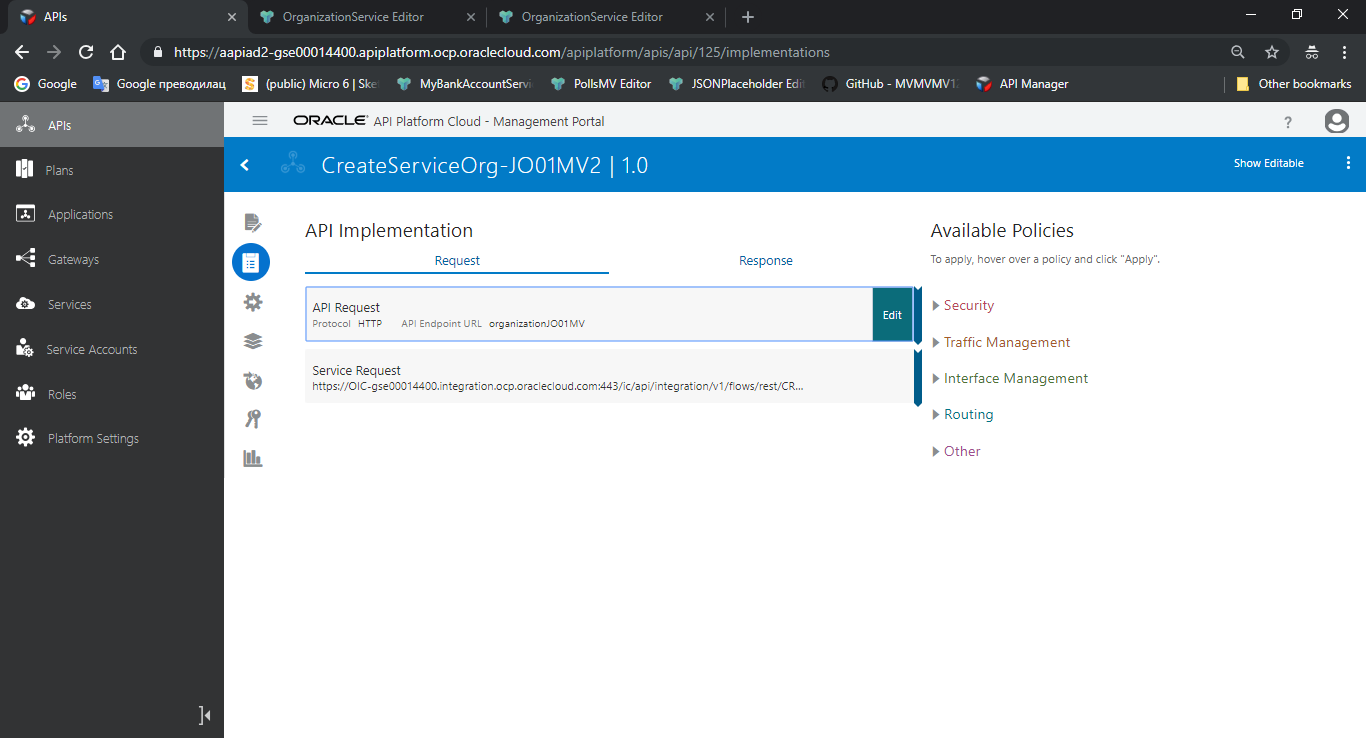 APIs
OrganizationService Editor
OrganizationService Editor
https://aapiad2-gse00014400.apiplatform.ocp.oraclecloud.com/apiplatform/apis/api/125/implementations
Google
Google преводилац
(public) Micro 6 | Ske
MyBankAccountServi
PollsMV Editor
JSONPlaceholder Edit
GitHub - MVMVMV12
API Manager
Other bookmarks
APIs
Plans
Applications
Gateways
Services
Service Accounts
Roles
Platform Settings
ORACLE API Platform Cloud - Management Portal
?
CreateServiceOrg-JO01MV2 | 1.0
Show Editable
API Implementation
Request
Response
API Request
Protocol HTTP API Endpoint URL organizationJO01MV
Edit
Service Request
https://OIC-gse00014400.integration.ocp.oraclecloud.com:443/ic/api/integration/v1/flows/rest/CR...
Available Policies
To apply, hover over a policy and click "Apply".
Security
Traffic Management
Interface Management
Routing
Other